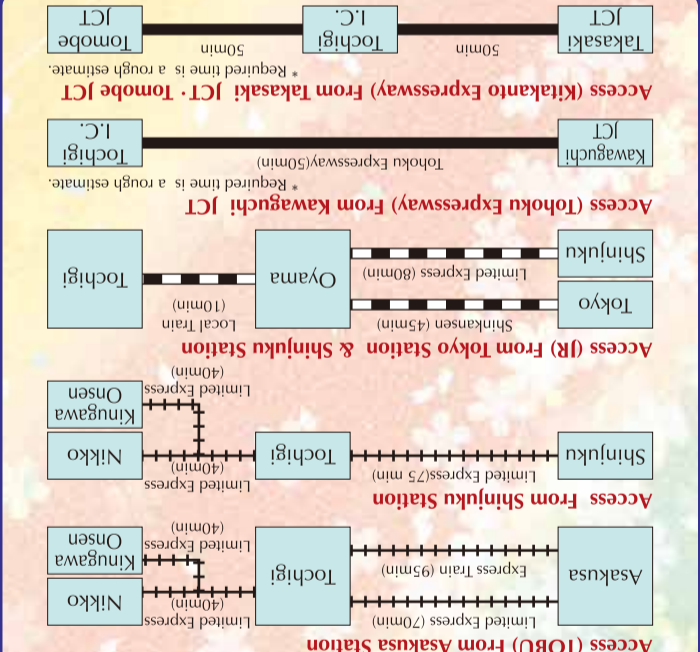 Access (TOBU) From Asakusa Station
Asakusa
Limited Express (70min)
Express Train (95min)
Tochigi
Limited Express
(40min)
Limited Express
(40min)
Nikko
Kinugawa
Onsen
Access From Shinjuku Station
Shinjuku
Limited Express(75 min)
Tochigi
Limited Express
(40min)
Limited Express
(40min)
Nikko
Kinugawa
Onsen
Access (JR) From Tokyo Station & Shinjuku Station
Tokyo
Shinjuku
Shinkansen (45min)
Limited Express (80min)
Oyama
Local Train
(10min)
Tochigi
Access (Tohoku Expressway) From Kawaguchi JCT
* Required time is a rough estimate.
Kawaguchi
JCT
Tohoku Expressway(50min)
Tochigi
I.C.
Access (Kitakanto Expressway) From Takasaki JCT・Tomobe JCT
* Required time is a rough estimate.
Takasaki
JCT
50min
Tochigi
I.C.
50min
Tomobe
JCT